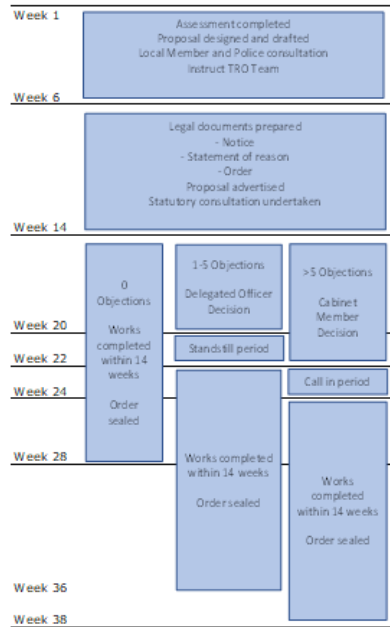 Week 1
Assessment completed
Proposal designed and drafted
Local Member and Police consultation
Instruct TRO Team
Week 6
Legal documents prepared
- Notice
- Statement of reason
- Order
Proposal advertised
Statutory consultation undertaken
Week 14
0
Objections
Works
completed
within 14
weeks
Order
sealed
1-5 Objections
Delegated Officer
Decision
>5 Objections
Cabinet
Member
Decision
Week 20
Standstill period
Week 22
Call in period
Week 24
Works completed
within 14 weeks
Order sealed
Works
completed
within 14 weeks
Order sealed
Week 28
Week 36
Week 38